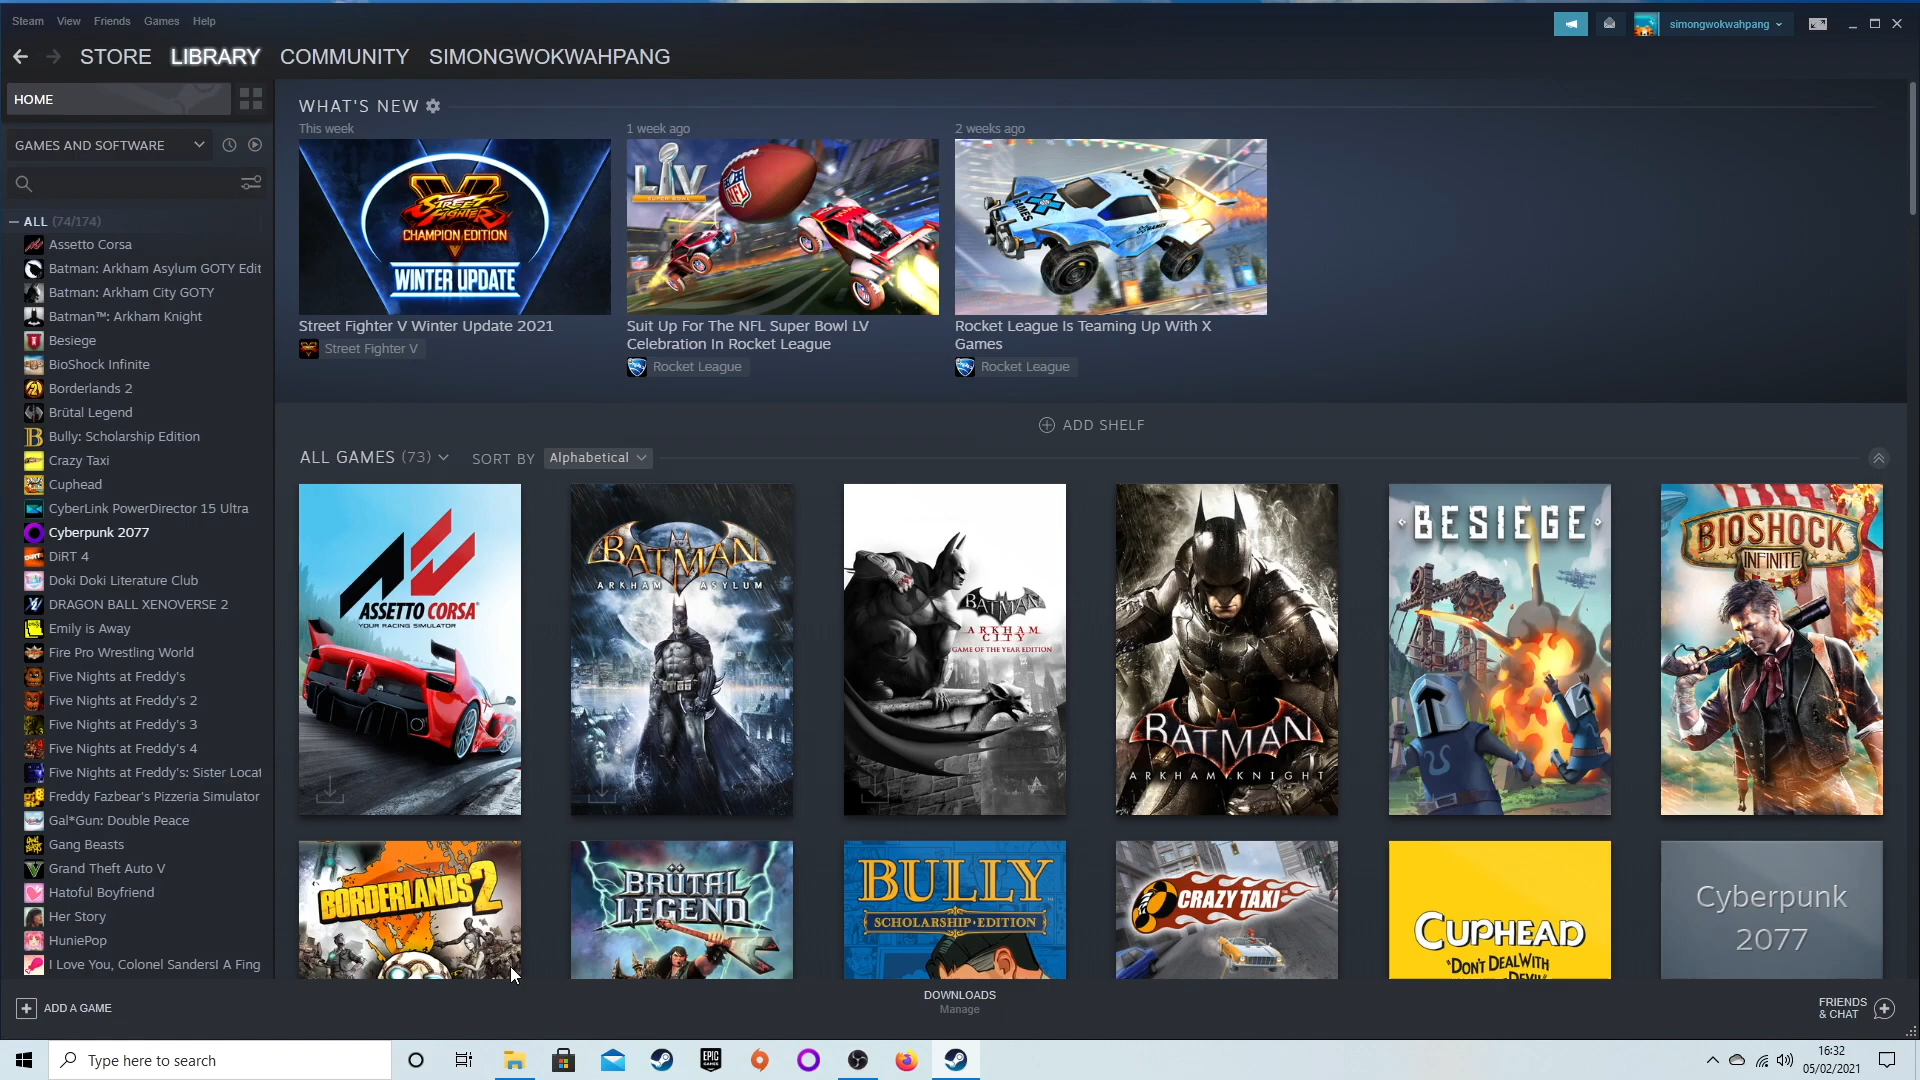 Steam View Friends Games Help
simongwokwahpang
STORE LIBRARY COMMUNITY SIMONGWOKWAHPANG
HOME
GAMES AND SOFTWARE
ALL (74/174)
Assetto Corsa
Batman: Arkham Asylum GOTY Edit
Batman: Arkham City GOTY
Batman™: Arkham Knight
Besiege
BioShock Infinite
Borderlands 2
Brütal Legend
Bully: Scholarship Edition
Crazy Taxi
Cuphead
CyberLink PowerDirector 15 Ultra
Cyberpunk 2077
DiRT 4
Doki Doki Literature Club
DRAGON BALL XENOVERSE 2
Emily is Away
Fire Pro Wrestling World
Five Nights at Freddy's
Five Nights at Freddy's 2
Five Nights at Freddy's 3
Five Nights at Freddy's 4
Five Nights at Freddy's: Sister Locat
Freddy Fazbear's Pizzeria Simulator
Gal*Gun: Double Peace
Gang Beasts
Grand Theft Auto V
Hatoful Boyfriend
Her Story
HuniePop
I Love You, Colonel Sanders! A Fing
ADD A GAME
WHAT'S NEW
This week
STREET FIGHTER
CHAMPION EDITION
V
WINTER UPDATE
Street Fighter V Winter Update 2021
Street Fighter V
1 week ago
LIV
SUPER BOWL
NFL
Suit Up For The NFL Super Bowl LV
Celebration In Rocket League
Rocket League
2 weeks ago
X GAMES
Rocket League Is Teaming Up With X
Games
Rocket League
ADD SHELF
ALL GAMES (73) SORT BY Alphabetical
ASSETTO CORSA
YOUR RACING SIMULATOR
BATMAN
ARKHAM ASYLUM
BATMAN
ARKHAM
CITY
GAME OF THE YEAR EDITION
BATMAN
ARKHAM KNIGHT
BESIEGE
BIOSHOCK
INFINITE
BORDERLANDS 2
BRÜTAL
LEGEND
BULLY
SCHOLARSHIP EDITION
CRAZY TAXI
CUPHEAD
"DON'T DEAL WITH
Cyberpunk
2077
DOWNLOADS
Manage
FRIENDS
& CHAT
Type here to search
EPIC
GAMES
16:32
05/02/2021